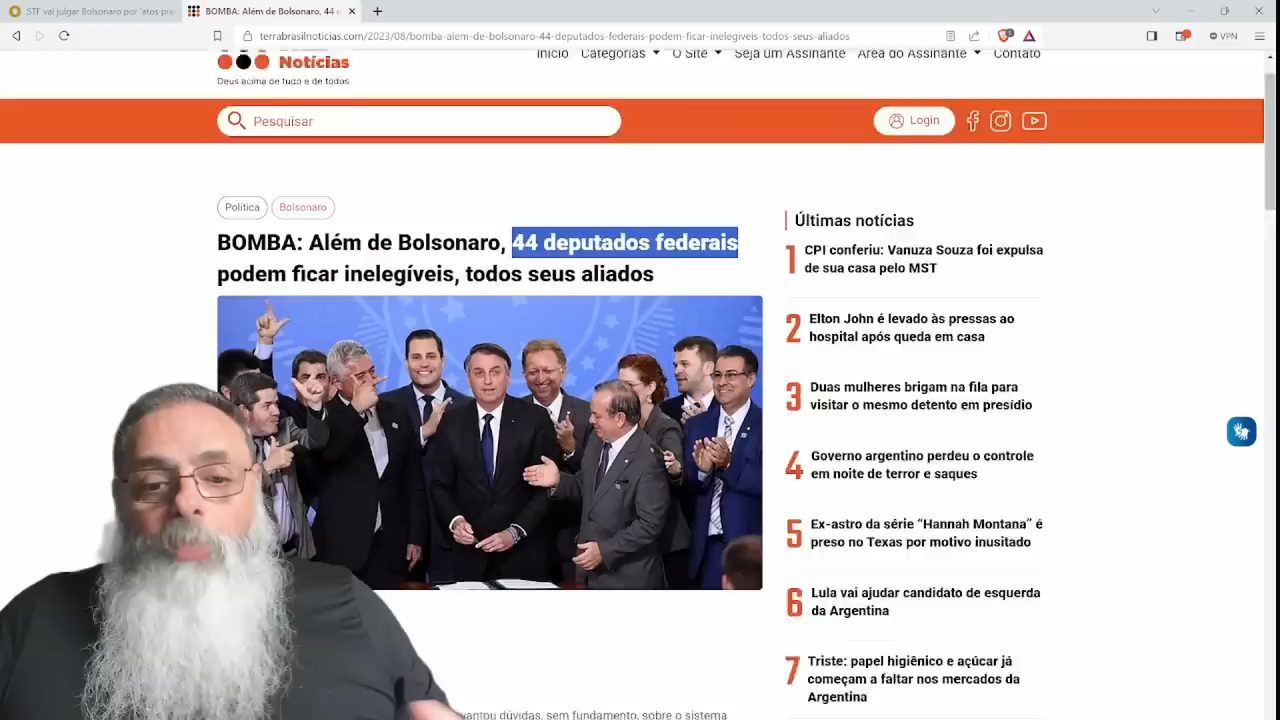 STF vai julgar Bolsonaro por 'atos pro
BOMBA: Além de Bolsonaro, 44 d
terrabrasilnoticias.com/2023/08/bomba-alem-de-bolsonaro-44-deputados-federais-podem-ficar-inelegiveis-todos-seus-aliados
VPN
Notícias
Deus acima de tudo e de todos
Início Categorias O Site Seja um Assinante Área do Assinante Contato
Pesquisar
Login
Política
Bolsonaro
BOMBA: Além de Bolsonaro, 44 deputados federais
podem ficar inelegíveis, todos seus aliados
Últimas notícias
1
CPI conferiu: Vanuza Souza foi expulsa
de sua casa pelo MST
2
Elton John é levado às pressas ao
hospital após queda em casa
3
Duas mulheres brigam na fila para
visitar o mesmo detento em presídio
4
Governo argentino perdeu o controle
em noite de terror e saques
5
Ex-astro da série “Hannah Montana” é
preso no Texas por motivo inusitado
6
Lula vai ajudar candidato de esquerda
da Argentina
7
Triste: papel higiênico e açúcar já
começam a faltar nos mercados da
Argentina
vantou dúvidas, sem fundamento, sobre o sistema